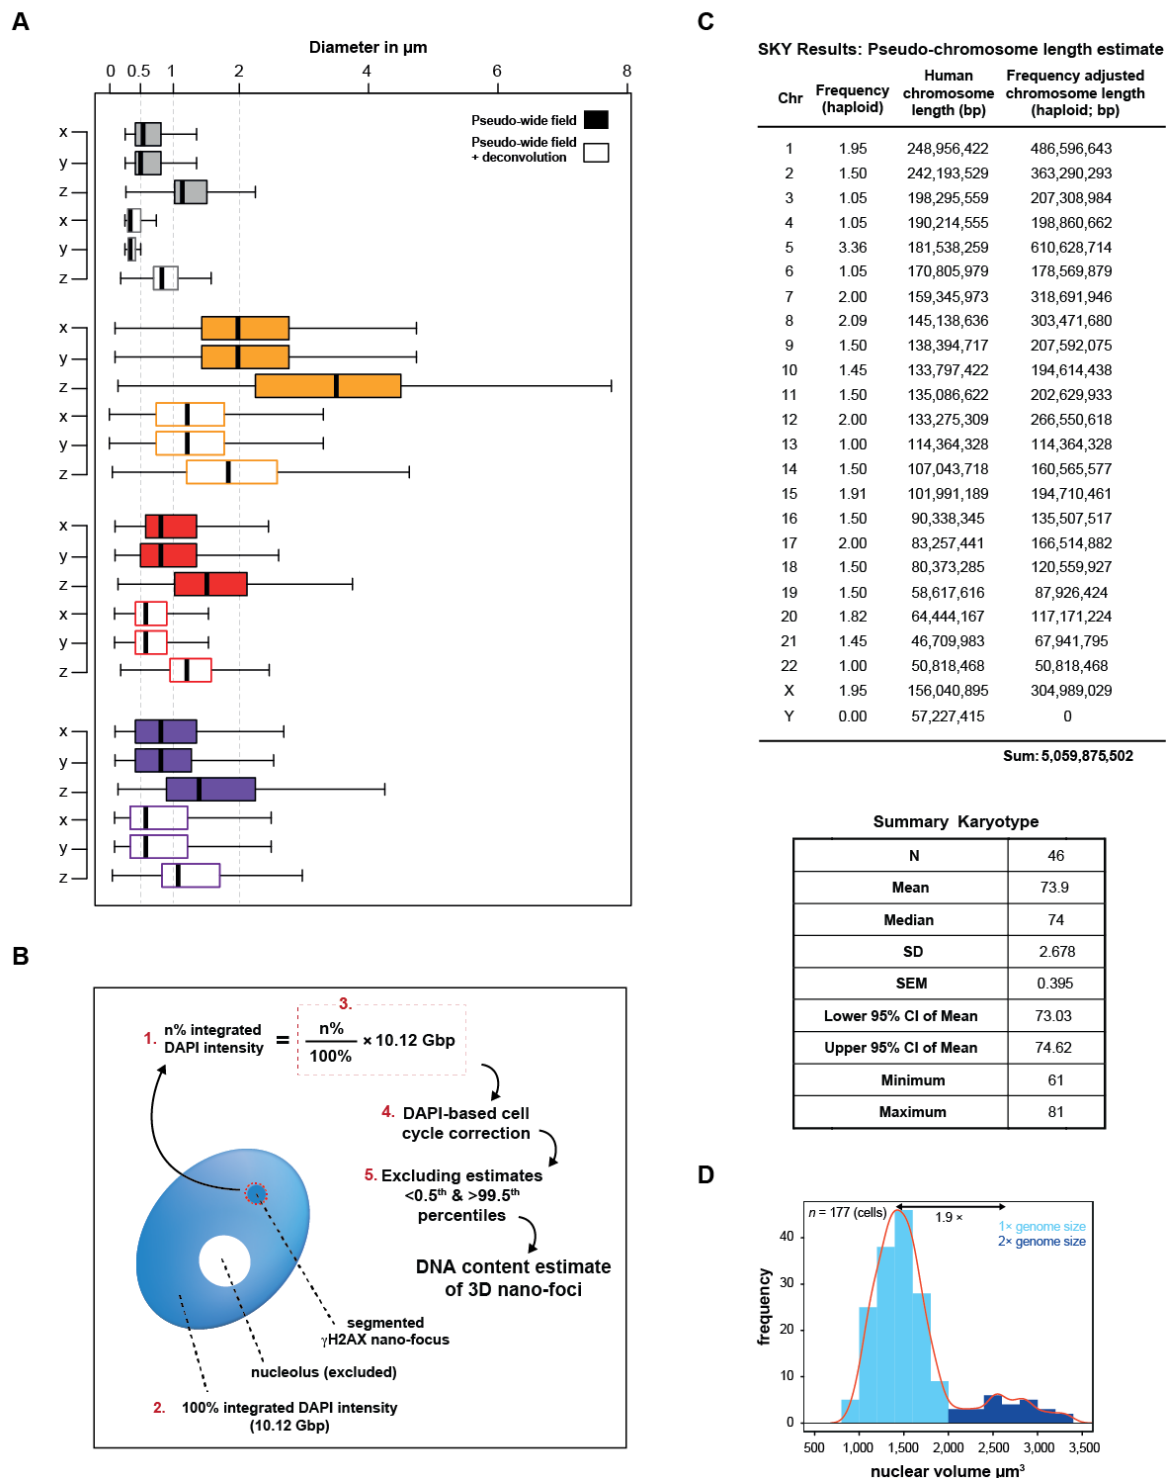 A
Diameter in µm
0 0.5 1 2 4 6 8
Pseudo-wide field
Pseudo-wide field
+ deconvolution
x
y
z
x
y
z
x
y
z
x
y
z
x
y
z
x
y
z
x
y
z
x
y
z
B
1. n% integrated
DAPI intensity
=
3.
n%
100%
× 10.12 Gbp
4. DAPI-based cell
cycle correction
5. Excluding estimates
<0.5th & >99.5th
percentiles
DNA content estimate
of 3D nano-foci
segmented
γH2AX nano-focus
nucleolus (excluded)
2. 100% integrated DAPI intensity
(10.12 Gbp)
C
SKY Results: Pseudo-chromosome length estimate
Chr Frequency (haploid) Human chromosome length (bp) Frequency adjusted chromosome length (haploid; bp)
1 1.95 248,956,422 486,596,643
2 1.50 242,193,529 363,290,293
3 1.05 198,295,559 207,308,984
4 1.05 190,214,555 198,860,662
5 3.36 181,538,259 610,628,714
6 1.05 170,805,979 178,569,879
7 2.00 159,345,973 318,691,946
8 2.09 145,138,636 303,471,680
9 1.50 138,394,717 207,592,075
10 1.45 133,797,422 194,614,438
11 1.50 135,086,622 202,629,933
12 2.00 133,275,309 266,550,618
13 1.00 114,364,328 114,364,328
14 1.50 107,043,718 160,565,577
15 1.91 101,991,189 194,710,461
16 1.50 90,338,345 135,507,517
17 2.00 83,257,441 166,514,882
18 1.50 80,373,285 120,559,927
19 1.50 58,617,616 87,926,424
20 1.82 64,444,167 117,171,224
21 1.45 46,709,983 67,941,795
22 1.00 50,818,468 50,818,468
X 1.95 156,040,895 304,989,029
Y 0.00 57,227,415 0
Sum: 5,059,875,502
Summary Karyotype
N 46
Mean 73.9
Median 74
SD 2.678
SEM 0.395
Lower 95% CI of Mean 73.03
Upper 95% CI of Mean 74.62
Minimum 61
Maximum 81
D
n = 177 (cells)
1.9 ×
1× genome size
2× genome size
frequency
40
30
20
10
0
500 1,000 1,500 2,000 2,500 3,000 3,500
nuclear volume µm³